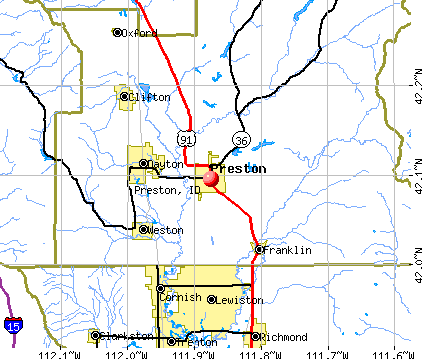 Oxford
42.2°
Clifton
91
36
Dayton
Preston
42.1°
Preston, ID
Weston
Franklin
42.0°
Cornish
Lewiston
15
Clarkston
Trenton
Richmond
112.1°W
112.0°W
111.9°W
111.8°W
111.7°W
111.6°W